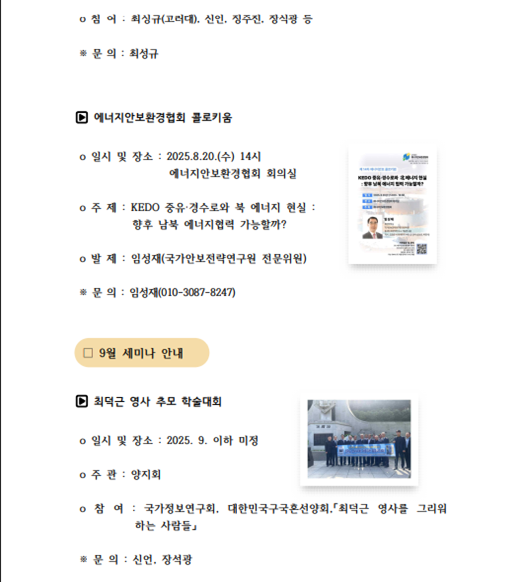 o 참 여 : 최성규(고려대), 신언, 정주진, 장석광 등
※ 문 의 : 최성규
▶ 에너지안보환경협회 콜로키움
o 일시 및 장소 : 2025.8.20.(수) 14시
에너지안보환경협회 회의실
o 주 제 : KEDO 중유·경수로와 북 에너지 현실 :
향후 남북 에너지협력 가능할까?
KEDO 중유·경수로와 北 에너지 현실
: 향후 남북 에너지 협력 가능할까?
o 발 제 : 임성재(국가안보전략연구원 전문위원)
※ 문 의 : 임성재(010-3087-8247)
□ 9월 세미나 안내
▶ 최덕근 영사 추모 학술대회
o 일시 및 장소 : 2025. 9. 이하 미정
o 주 관 : 양지회
o 참 여 : 국가정보연구회, 대한민국구국혼선양회,「최덕근 영사를 그리워
하는 사람들」
※ 문 의 : 신언, 장석광